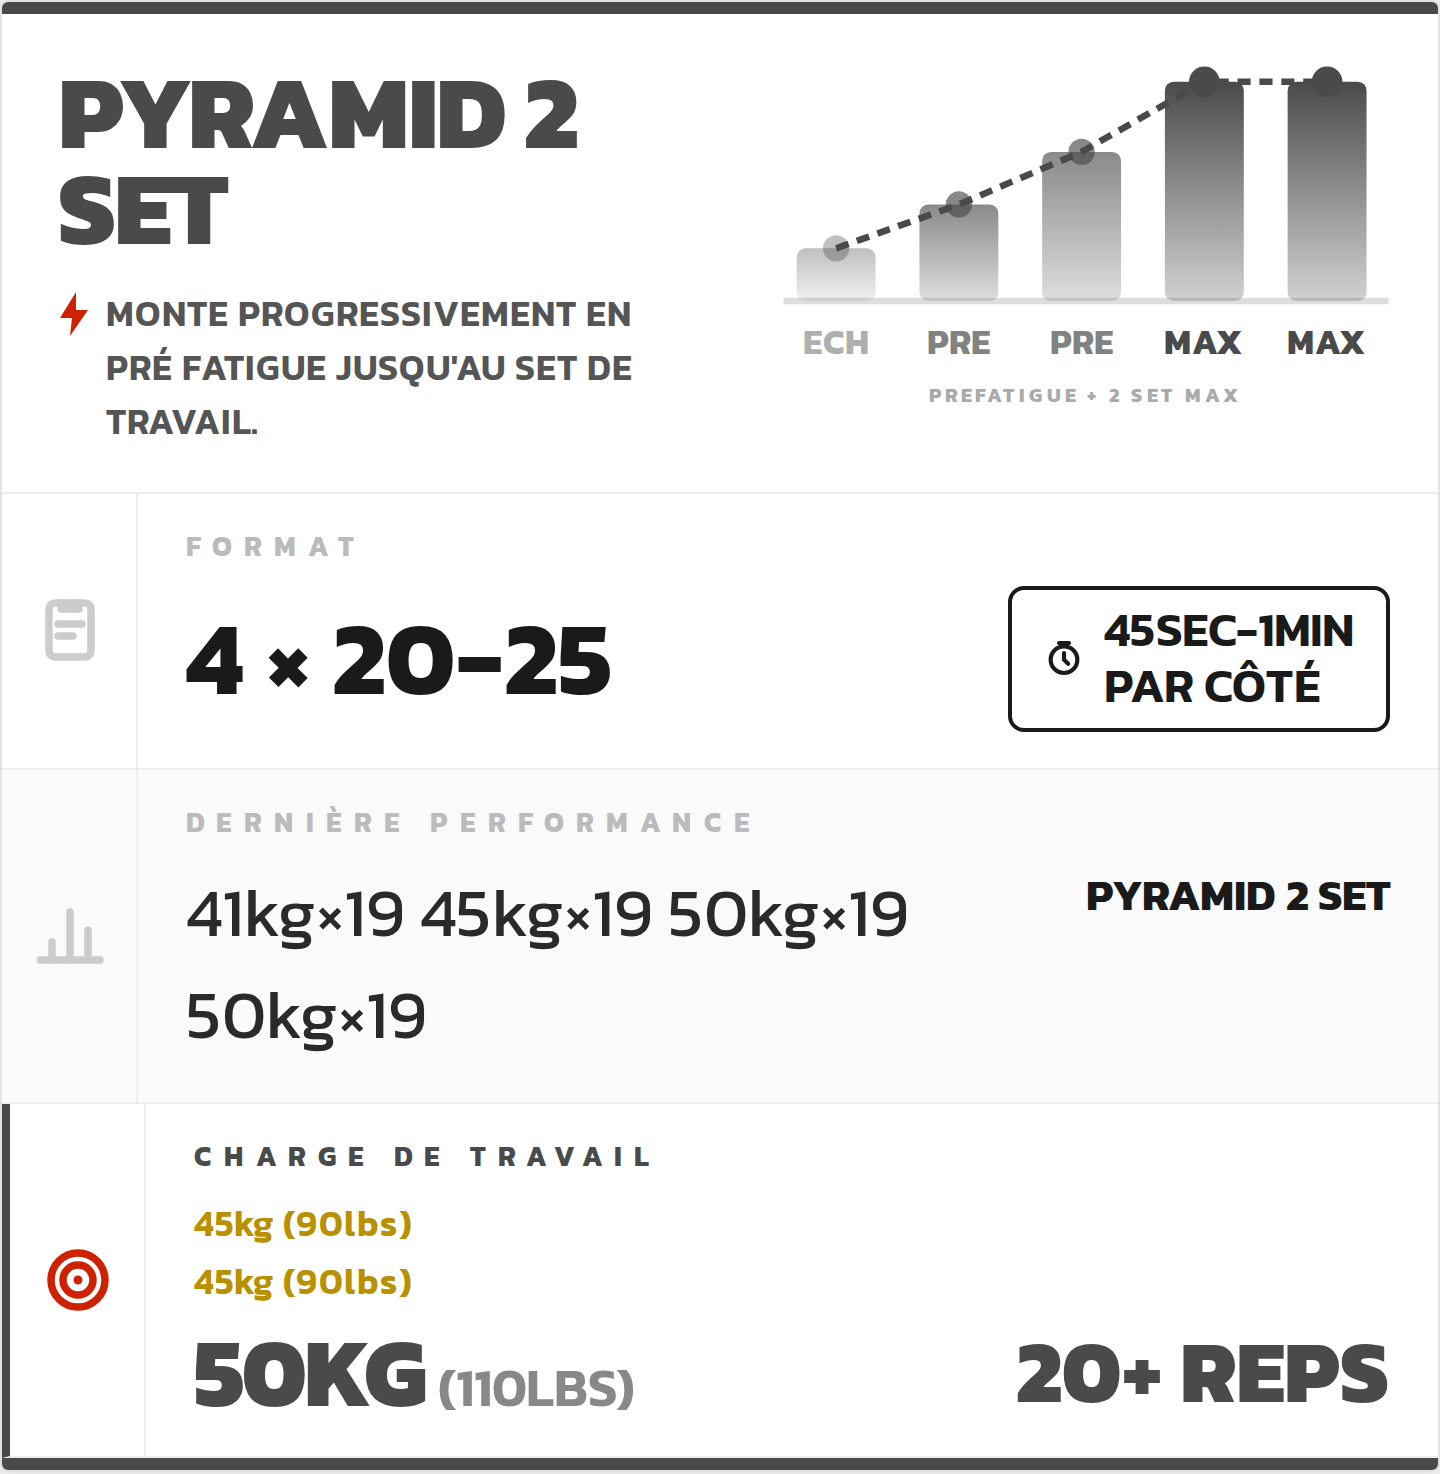 PYRAMID 2
SET
MONTE PROGRESSIVEMENT EN
PRÉ FATIGUE JUSQU'AU SET DE
TRAVAIL.
ECH PRE PRE MAX MAX
PREFATIGUE + 2 SET MAX
FORMAT
4 × 20–25
45SEC–1MIN
PAR CÔTÉ
DERNIÈRE PERFORMANCE
41kg×19 45kg×19 50kg×19
50kg×19
PYRAMID 2 SET
CHARGE DE TRAVAIL
45kg (90lbs)
45kg (90lbs)
50KG (110LBS)
20+ REPS